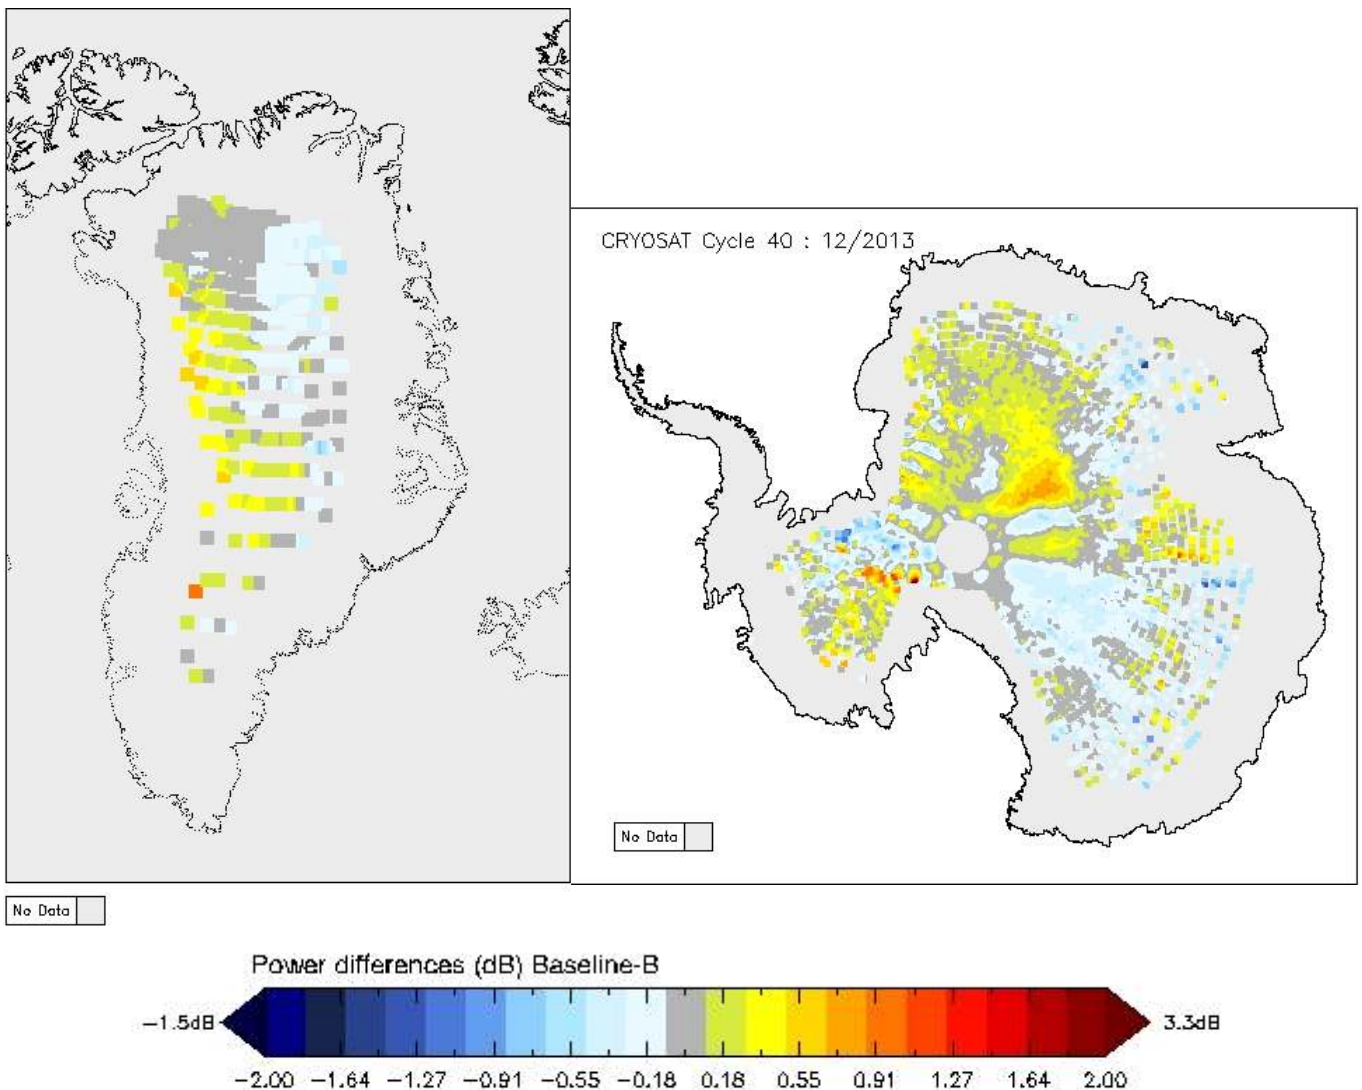 CRYOSAT Cycle 40 : 12/2013
No Data
No Data
Power differences (dB) Baseline-B
−1.5dB
3.3dB
−2.00 −1.64 −1.27 −0.91 −0.55 −0.18 0.18 0.55 0.91 1.27 1.64 2.00